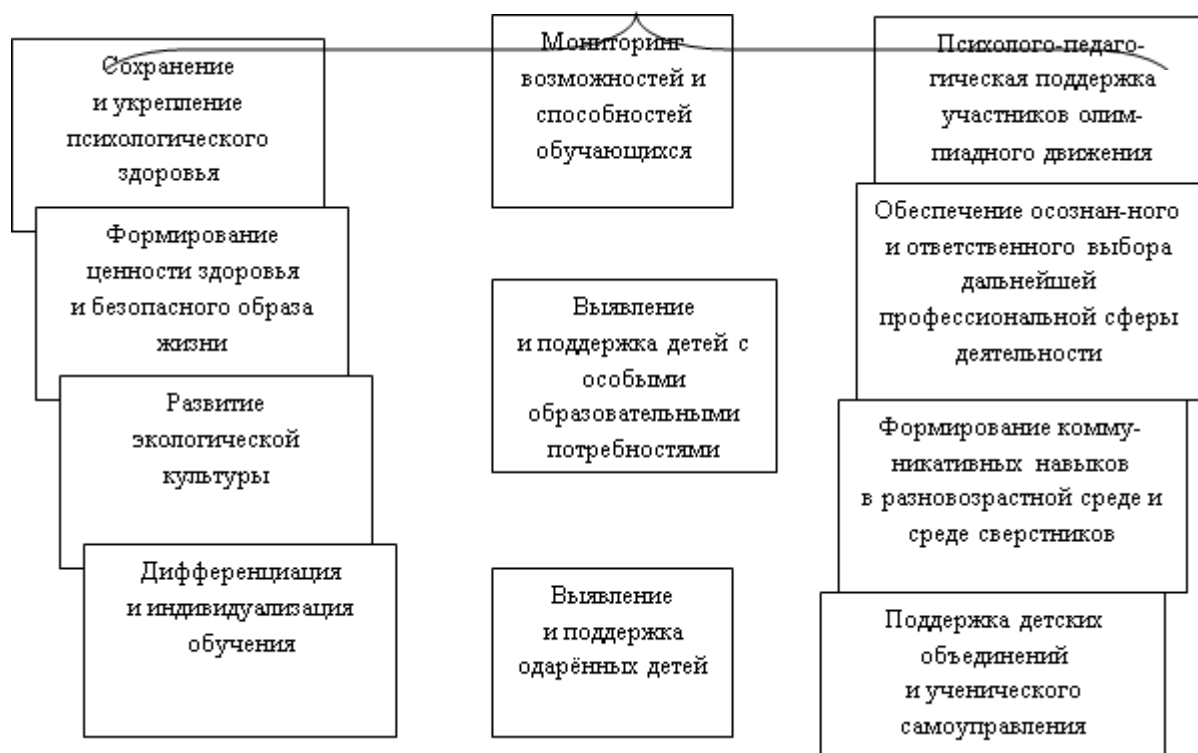 Сохранение
и укрепление
психологического
здоровья
Формирование
ценности здоровья
и безопасного образа
жизни
Развитие
экологической
культуры
Дифференциация
и индивидуализация
обучения
Мониторинг
возможностей и
способностей
обучающихся
Выявление
и поддержка детей с
особыми
образовательными
потребностями
Выявление
и поддержка
одарённых детей
Психолого-педаго-
гическая поддержка
участников олим-
пиадного движения
Обеспечение осознан-ного
и ответственного выбора
дальнейшей
профессиональной сферы
деятельности
Формирование комму-
никативных навыков
в разновозрастной среде и
среде сверстников
Поддержка детских
объединений
и ученического
самоуправления